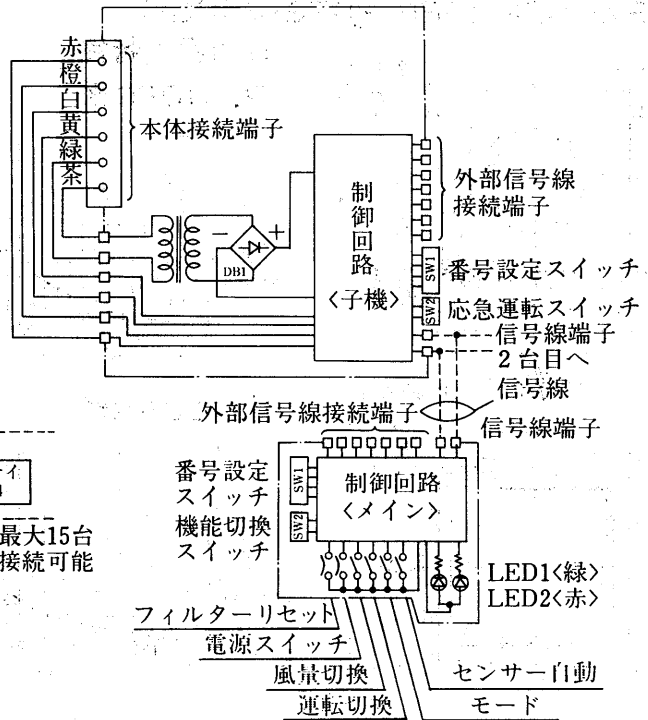 赤
橙
白
黄
緑
茶
本体接続端子
DB1
－
＋
制御回路
〈子機〉
外部信号線
接続端子
SW1
番号設定スイッチ
SW2
応急運転スイッチ
信号線端子
2台目へ
信号線
外部信号線接続端子
信号線端子
番号設定
スイッチ
SW1
機能切換
スイッチ
SW2
制御回路
〈メイン〉
最大15台
接続可能
LED1〈緑〉
LED2〈赤〉
フィルターリセット
電源スイッチ
風量切換
運転切換
センサー自動
モード